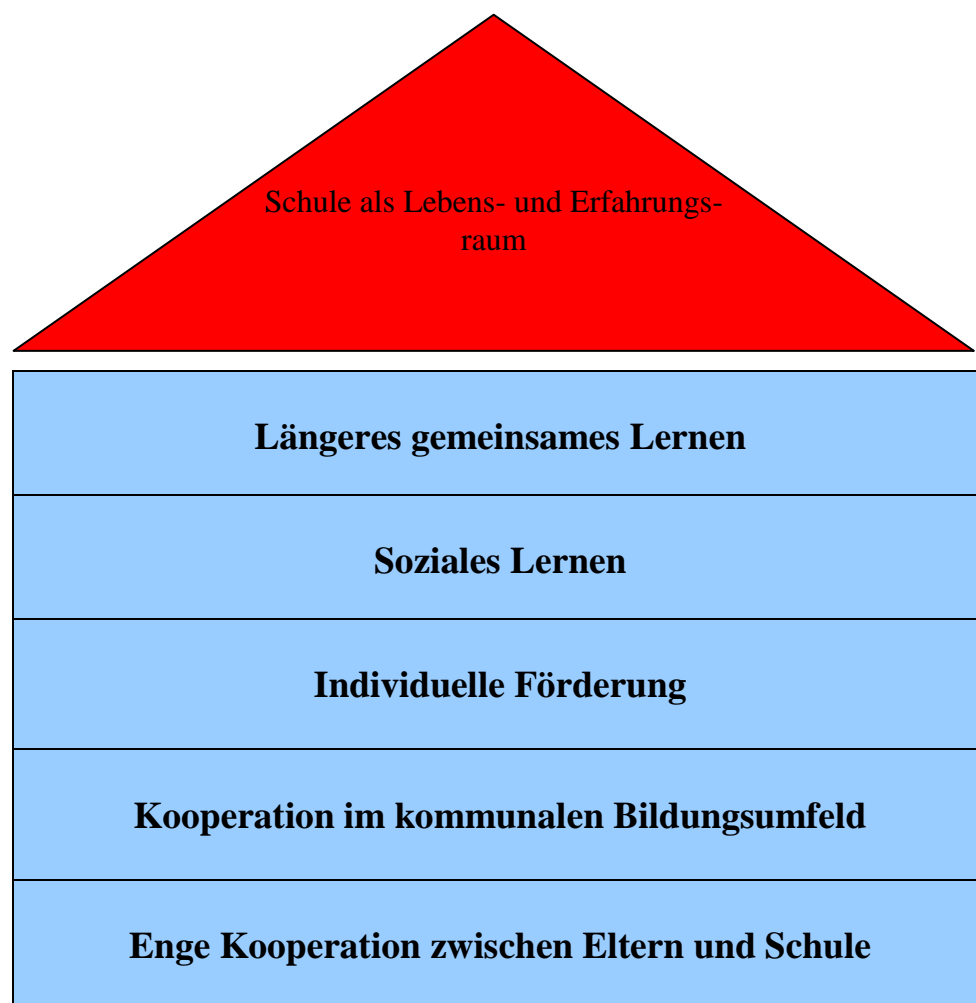 Schule als Lebens- und Erfahrungs-
raum
Längeres gemeinsames Lernen
Soziales Lernen
Individuelle Förderung
Kooperation im kommunalen Bildungsumfeld
Enge Kooperation zwischen Eltern und Schule